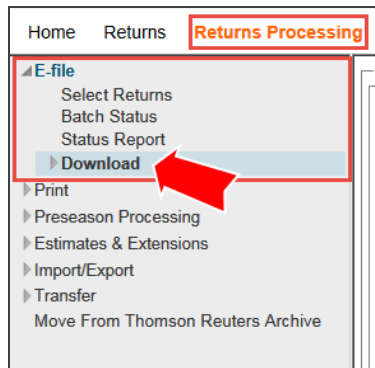 Home Returns Returns Processing
E-file
Select Returns
Batch Status
Status Report
Download
Print
Preseason Processing
Estimates & Extensions
Import/Export
Transfer
Move From Thomson Reuters Archive